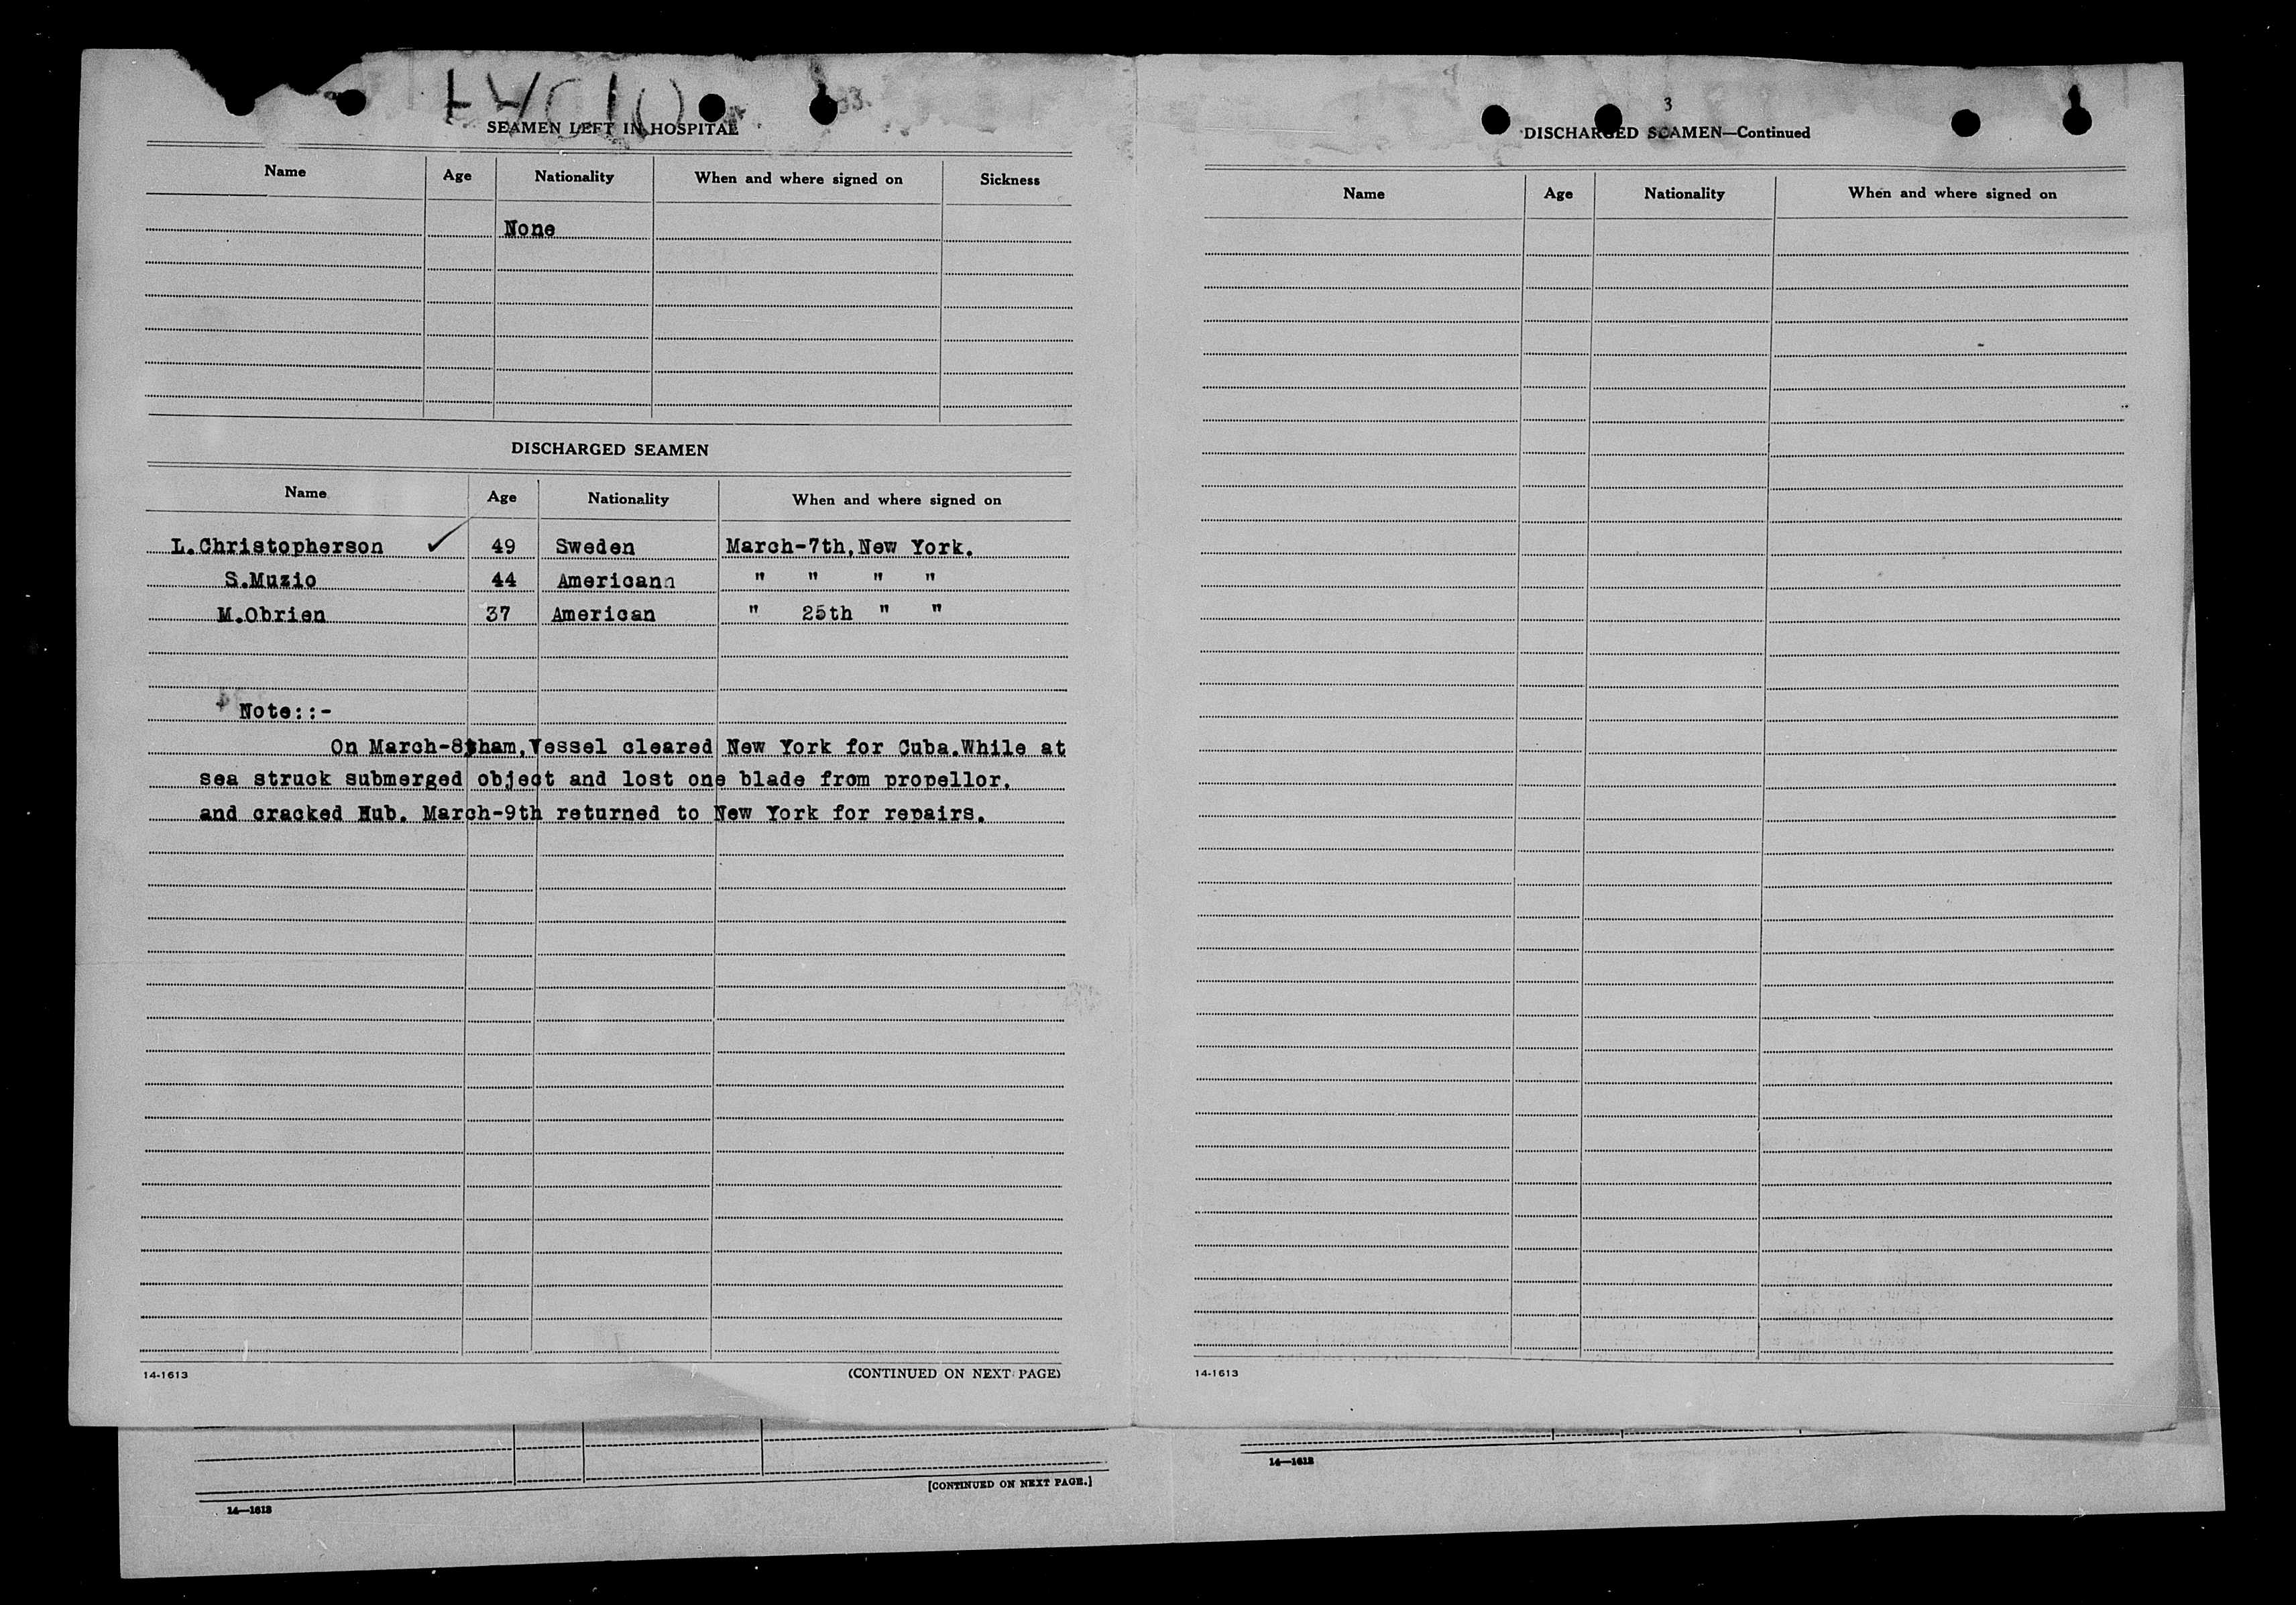 SEAMEN LEFT IN HOSPITAL
Name Age Nationality When and where signed on Sickness
None
DISCHARGED SEAMEN
Name Age Nationality When and where signed on
L.Christopherson ✓ 49 Sweden March-7th,New York.
S.Muzio 44 Americann " " " "
M.Obrien 37 American " 25th " "
Note::-
On March-8tham,Vessel cleared New York for Cuba.While at
sea struck submerged object and lost one blade from propellor.
and cracked Hub. March-9th returned to New York for repairs.
14-1613 (CONTINUED ON NEXT PAGE)
[CONTINUED ON NEXT PAGE.]
14—1613
3
DISCHARGED SEAMEN—Continued
Name Age Nationality When and where signed on
14-1613
14—1613